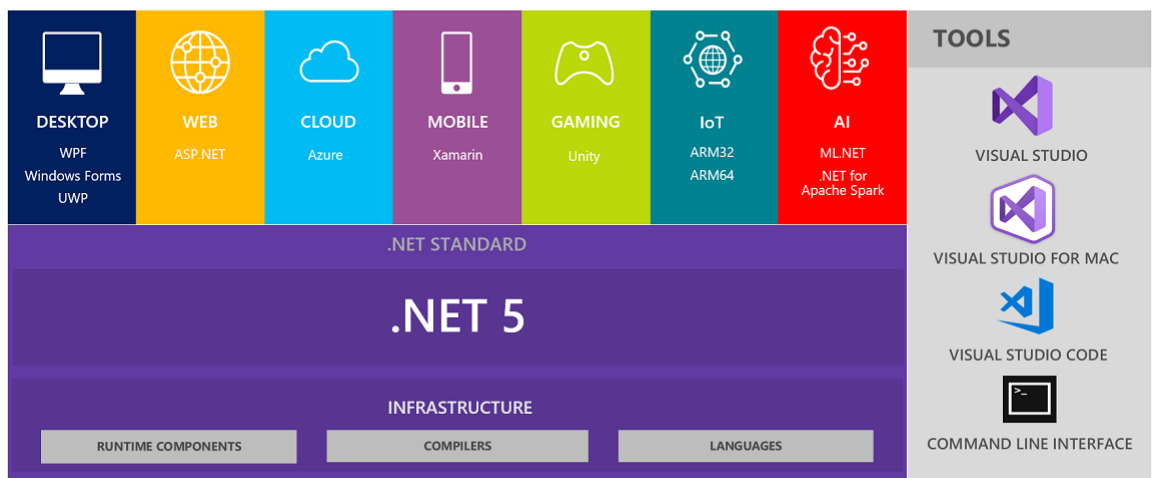 DESKTOP
WPF
Windows Forms
UWP
WEB
ASP.NET
CLOUD
Azure
MOBILE
Xamarin
GAMING
Unity
IoT
ARM32
ARM64
AI
ML.NET
.NET for
Apache Spark
.NET STANDARD
.NET 5
INFRASTRUCTURE
RUNTIME COMPONENTS
COMPILERS
LANGUAGES
TOOLS
VISUAL STUDIO
VISUAL STUDIO FOR MAC
VISUAL STUDIO CODE
>_
COMMAND LINE INTERFACE